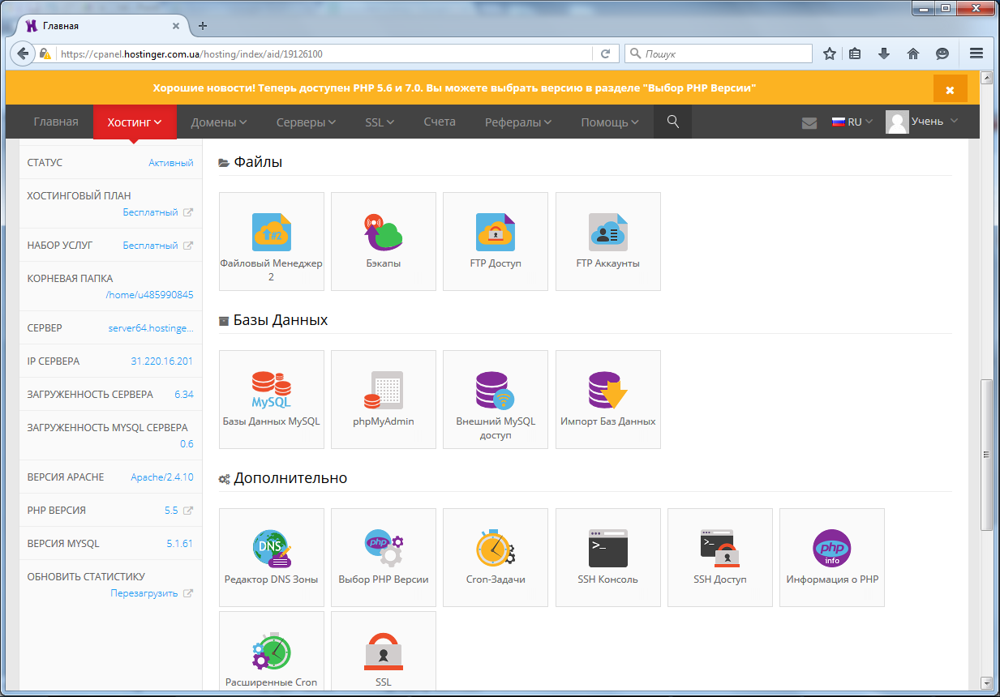 Главная
https://cpanel.hostinger.com.ua/hosting/index/aid/19126100
Пошук
Хорошие новости! Теперь доступен PHP 5.6 и 7.0. Вы можете выбрать версию в разделе "Выбор PHP Версии"
Главная Хостинг Домены Серверы SSL Счета Рефералы Помощь RU Учень
СТАТУС Активный
ХОСТИНГОВЫЙ ПЛАН
Бесплатный
НАБОР УСЛУГ Бесплатный
КОРНЕВАЯ ПАПКА
/home/u485990845
СЕРВЕР server64.hostinge...
IP СЕРВЕРА 31.220.16.201
ЗАГРУЖЕННОСТЬ СЕРВЕРА 6.34
ЗАГРУЖЕННОСТЬ MYSQL СЕРВЕРА
0.6
ВЕРСИЯ APACHE Apache/2.4.10
PHP ВЕРСИЯ 5.5
ВЕРСИЯ MYSQL 5.1.61
ОБНОВИТЬ СТАТИСТИКУ
Перезагрузить
Файлы
#2
Файловый Менеджер
2
Бэкапы
FTP Доступ
FTP Аккаунты
Базы Данных
MySQL
Базы Данных MySQL
phpMyAdmin
Внешний MySQL
доступ
Импорт Баз Данных
Дополнительно
DNS
Редактор DNS Зоны
php
Выбор PHP Версии
Cron-Задачи
>_
SSH Консоль
>_
SSH Доступ
php
info
Информация о PHP
Расширенные Cron
SSL